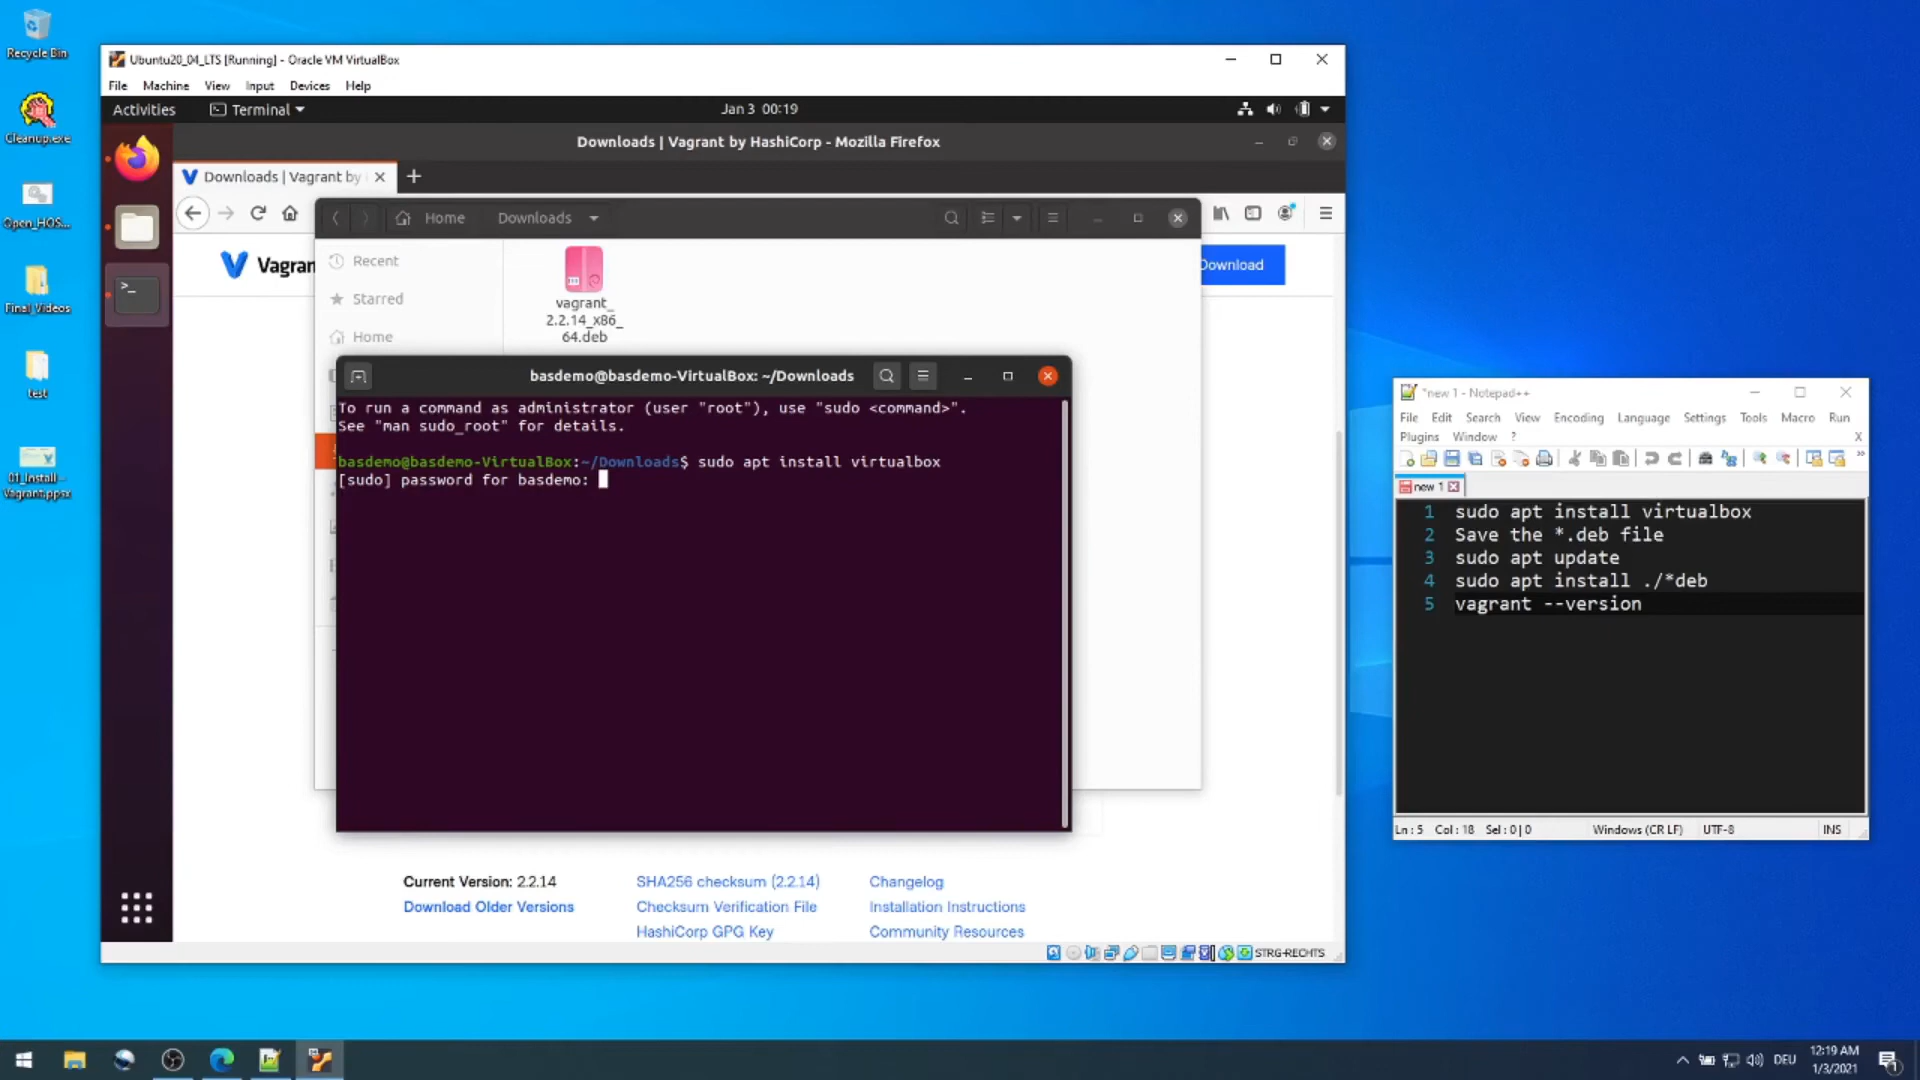 Recycle Bin
Cleanup.exe
Open_HOS...
Final_Videos
test
01_Install-
Vagrant.ppsx
Ubuntu20_04_LTS [Running] - Oracle VM VirtualBox
File Machine View Input Devices Help
Activities Terminal Jan 3 00:19
Downloads | Vagrant by HashiCorp - Mozilla Firefox
Downloads | Vagrant by
Home Downloads
Vagran
Download
Recent
Starred
Home
vagrant_
2.2.14_x86_
64.deb
basdemo@basdemo-VirtualBox: ~/Downloads
To run a command as administrator (user "root"), use "sudo <command>".
See "man sudo_root" for details.
basdemo@basdemo-VirtualBox:~/Downloads$ sudo apt install virtualbox
[sudo] password for basdemo:
Current Version: 2.2.14
Download Older Versions
SHA256 checksum (2.2.14)
Checksum Verification File
HashiCorp GPG Key
Changelog
Installation Instructions
Community Resources
STRG-RECHTS
*new 1 - Notepad++
File Edit Search View Encoding Language Settings Tools Macro Run
Plugins Window ? X
new 1
1 sudo apt install virtualbox
2 Save the *.deb file
3 sudo apt update
4 sudo apt install ./*deb
5 vagrant --version
Ln : 5 Col : 18 Sel : 0 | 0 Windows (CR LF) UTF-8 INS
DEU
12:19 AM
1/3/2021
1